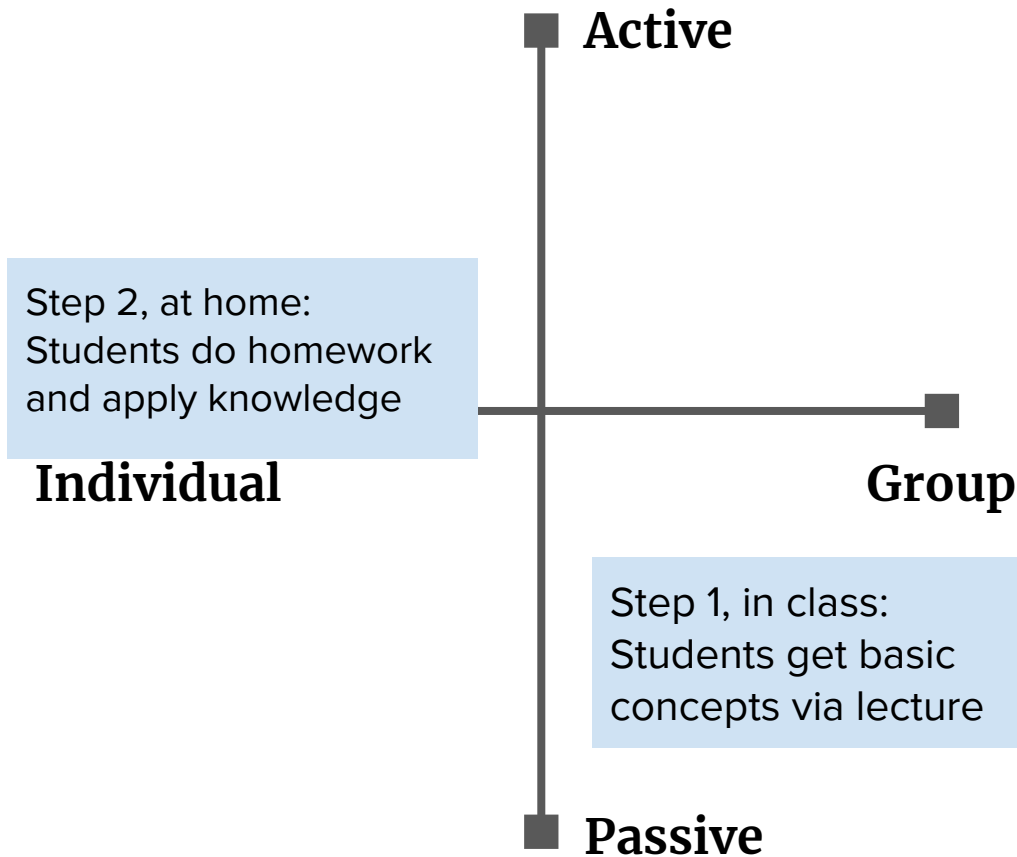 Active
Step 2, at home:
Students do homework
and apply knowledge
Individual
Group
Step 1, in class:
Students get basic
concepts via lecture
Passive